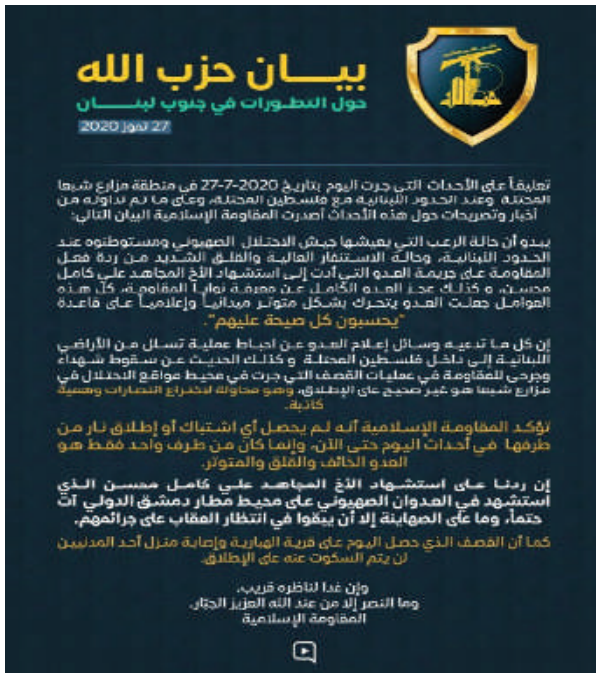 بيـــان حزب الله
حول التطـورات في جنوب لبنـــان
27 تموز 2020
تعليقاً على الأحداث التي جرت اليوم بتاريخ 2020-7-27 في منطقة مزارع شبعا
المحتلة وعند الحدود اللبنانية مع فلسطين المحتلة، وعلى ما تم تداوله من
أخبار وتصريحات حول هذه الأحداث أصدرت المقاومة الإسلامية البيان التالي:
يبدو أن حالة الرعب التي يعيشها جيش الاحتلال الصهيوني ومستوطنوه عند
الحدود اللبنانية، وحالة الاستنفار العالية والقلق الشديد من ردة فعل
المقاومة على جريمة العدو التي أدت إلى استشهاد الأخ المجاهد علي كامل
محسن، و كذلك عجز العدو الكامل عن معرفة نوايا المقاومة، كل هذه
العوامل جعلت العدو يتحرك بشكل متوتر ميدانياً وإعلامياً على قاعدة
"يحسبون كل صيحة عليهم".
إن كل ما تدعيه وسائل إعلام العدو عن احباط عملية تسلل من الأراضي
اللبنانية إلى داخل فلسطين المحتلة و كذلك الحديث عن سقوط شهداء
وجرحى للمقاومة في عمليات القصف التي جرت في محيط مواقع الاحتلال في
مزارع شبعا هو غير صحيح على الإطلاق، وهو محاولة لاختراع انتصارات وهمية
كاذبة.
تؤكد المقاومة الإسلامية أنه لم يحصل أي اشتباك أو إطلاق نار من
طرفها في أحداث اليوم حتى الآن، وإنما كان من طرف واحد فقط هو
العدو الخائف والقلق والمتوتر.
إن ردنا على استشهاد الأخ المجاهد علي كامل محسن الذي
استشهد في العدوان الصهيوني على محيط مطار دمشق الدولي آت
حتماً، وما على الصهاينة إلا أن يبقوا في انتظار العقاب على جرائمهم.
كما أن القصف الذي حصل اليوم على قرية الهبارية وإصابة منزل أحد المدنيين
لن يتم السكوت عنه على الإطلاق.
وإن غدا لناظره قريب،
وما النصر إلا من عند الله العزيز الجبّار.
المقاومة الإسلامية